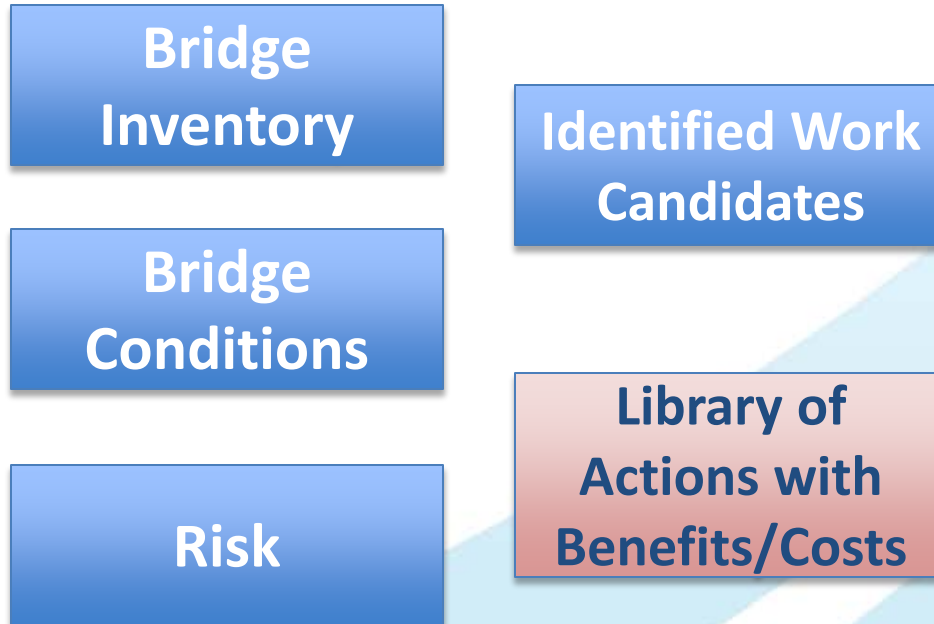 Bridge
Inventory
Bridge
Conditions
Risk
Identified Work
Candidates
Library of
Actions with
Benefits/Costs